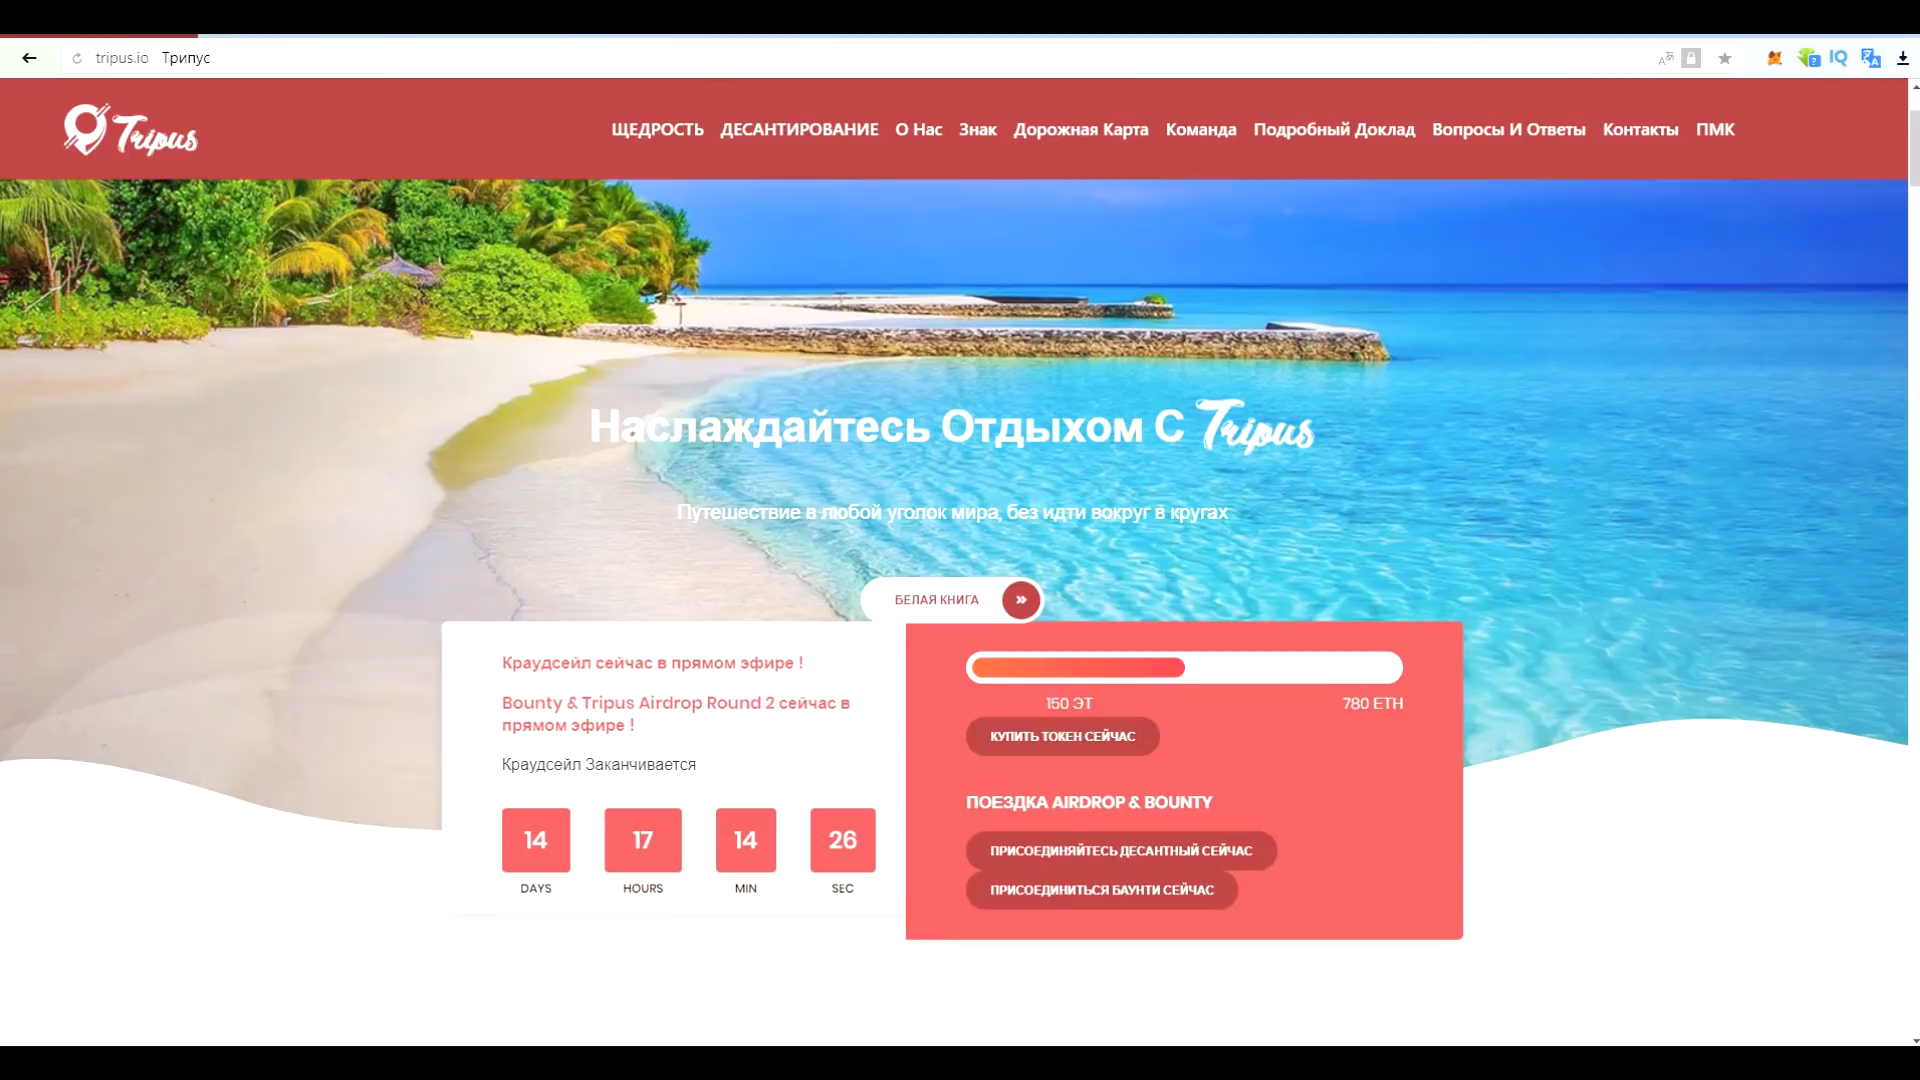 tripus.io Трипус
IQ
Tripus
ЩЕДРОСТЬ ДЕСАНТИРОВАНИЕ О Нас Знак Дорожная Карта Команда Подробный Доклад Вопросы И Ответы Контакты ПМК
Наслаждайтесь Отдыхом С Tripus
Путешествие в любой уголок мира, без идти вокруг в кругах
БЕЛАЯ КНИГА
Краудсейл сейчас в прямом эфире !
Bounty & Tripus Airdrop Round 2 сейчас в
прямом эфире !
Краудсейл Заканчивается
14 17 14 26
DAYS HOURS MIN SEC
150 ЭТ 780 ETH
КУПИТЬ ТОКЕН СЕЙЧАС
ПОЕЗДКА AIRDROP & BOUNTY
ПРИСОЕДИНЯЙТЕСЬ ДЕСАНТНЫЙ СЕЙЧАС
ПРИСОЕДИНИТЬСЯ БАУНТИ СЕЙЧАС